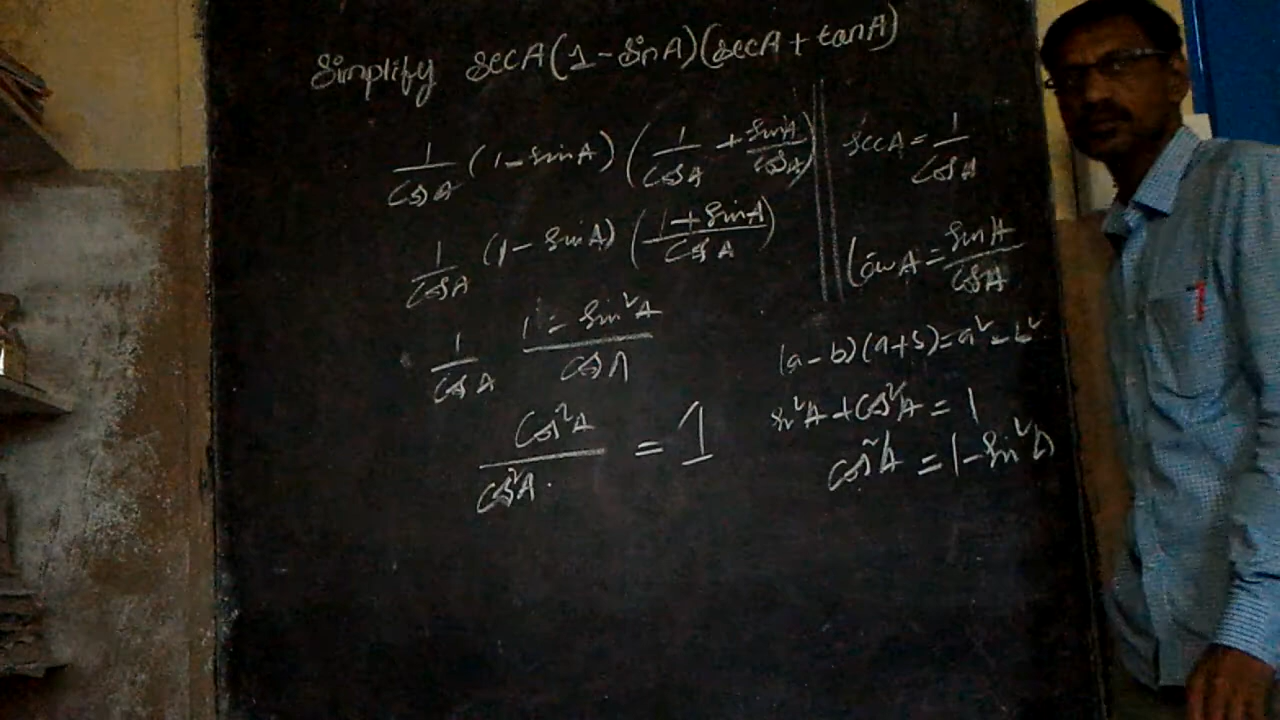 Simplify secA(1-sinA)(secA+tanA)
1/cosA (1-sinA) (1/cosA + sinA/cosA)
1/cosA (1-sinA) (1+sinA/cosA)
1/cosA 1-sin²A/cosA
cos²A/cos²A = 1
secA = 1/cosA
tanA = sinA/cosA
(a-b)(a+b)=a²-b²
sin²A+cos²A=1
cos²A=1-sin²A